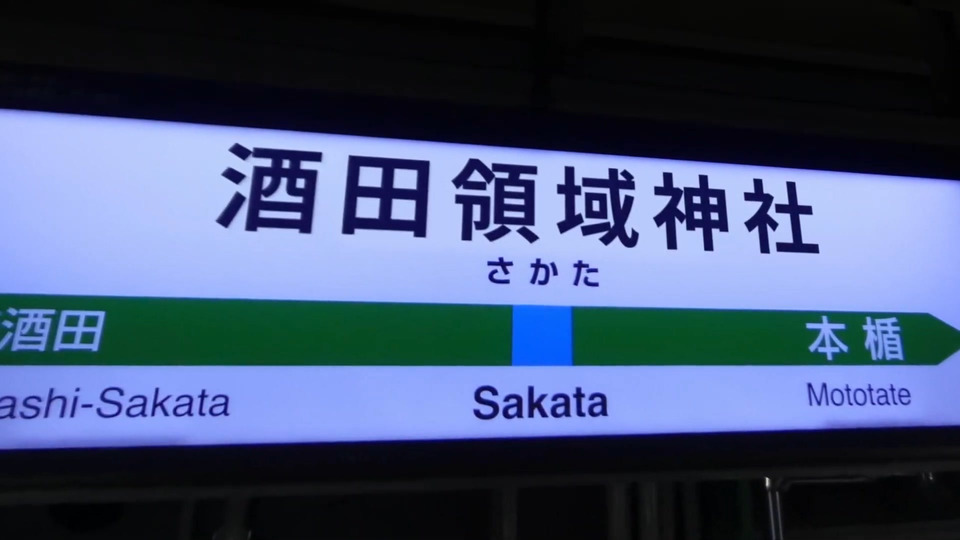 酒田領域神社
さかた
酒田
本楯
ashi-Sakata
Sakata
Mototate